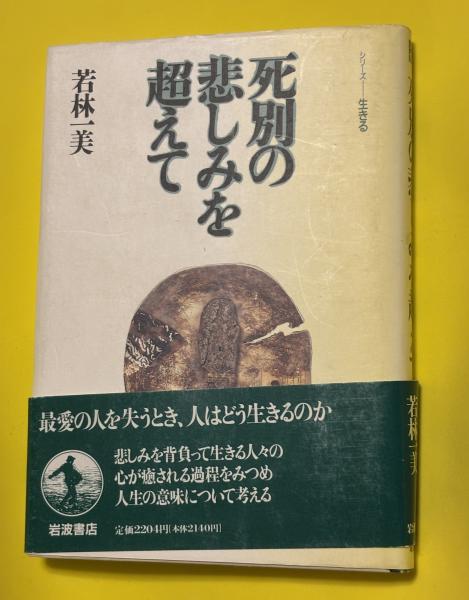 シリーズ――生きる
死別の
悲しみを
超えて
若林一美
最愛の人を失うとき、人はどう生きるのか
悲しみを背負って生きる人々の
心が癒される過程をみつめ
人生の意味について考える
岩波書店
定価2204円[本体2140円]
若林一美